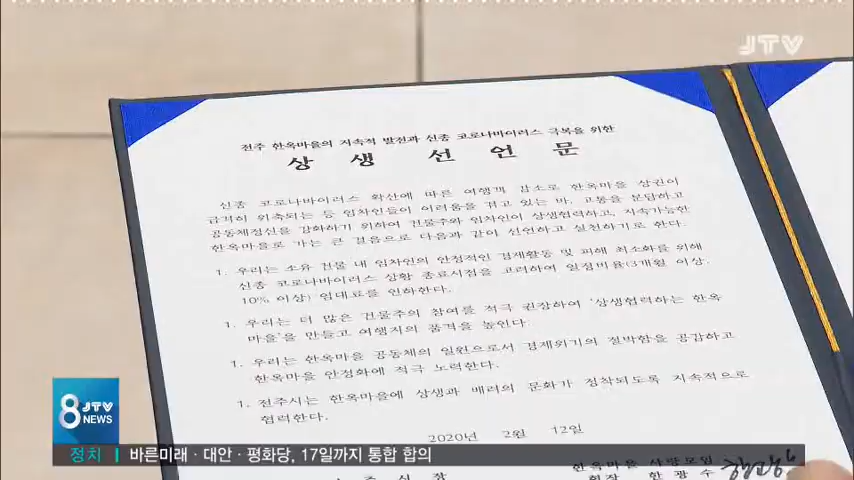 JTV
전주 한옥마을의 지속적 발전과 신종 코로나바이러스 극복을 위한
상 생 선 언 문
신종 코로나바이러스 확산에 따른 여행객 감소로 한옥마을 상권이
급격히 위축되는 등 임차인들이 어려움을 겪고 있는 바, 고통을 분담하고
공동체정신을 강화하기 위하여 건물주와 임차인이 상생협력하고, 지속가능한
한옥마을로 가는 큰 걸음으로 다음과 같이 선언하고 실천하기로 한다.
1. 우리는 소유 건물 내 임차인의 안정적인 경제활동 및 피해 최소화를 위해
신종 코로나바이러스 상황 종료시점을 고려하여 일정비율(3개월 이상.
10% 이상) 임대료를 인하한다.
1. 우리는 더 많은 건물주의 참여를 적극 권장하여 '상생협력하는 한옥
마을'을 만들고 여행지의 품격을 높인다.
1. 우리는 한옥마을 공동체의 일원으로서 경제위기의 절박함을 공감하고
한옥마을 안정화에 적극 노력한다.
1. 전주시는 한옥마을에 상생과 배려의 문화가 정착되도록 지속적으로
협력한다.
2020년 2월 12일
한옥마을 사랑모임
회장 한 광 수
8 JTV
NEWS
정치 | 바른미래·대안·평화당, 17일까지 통합 합의